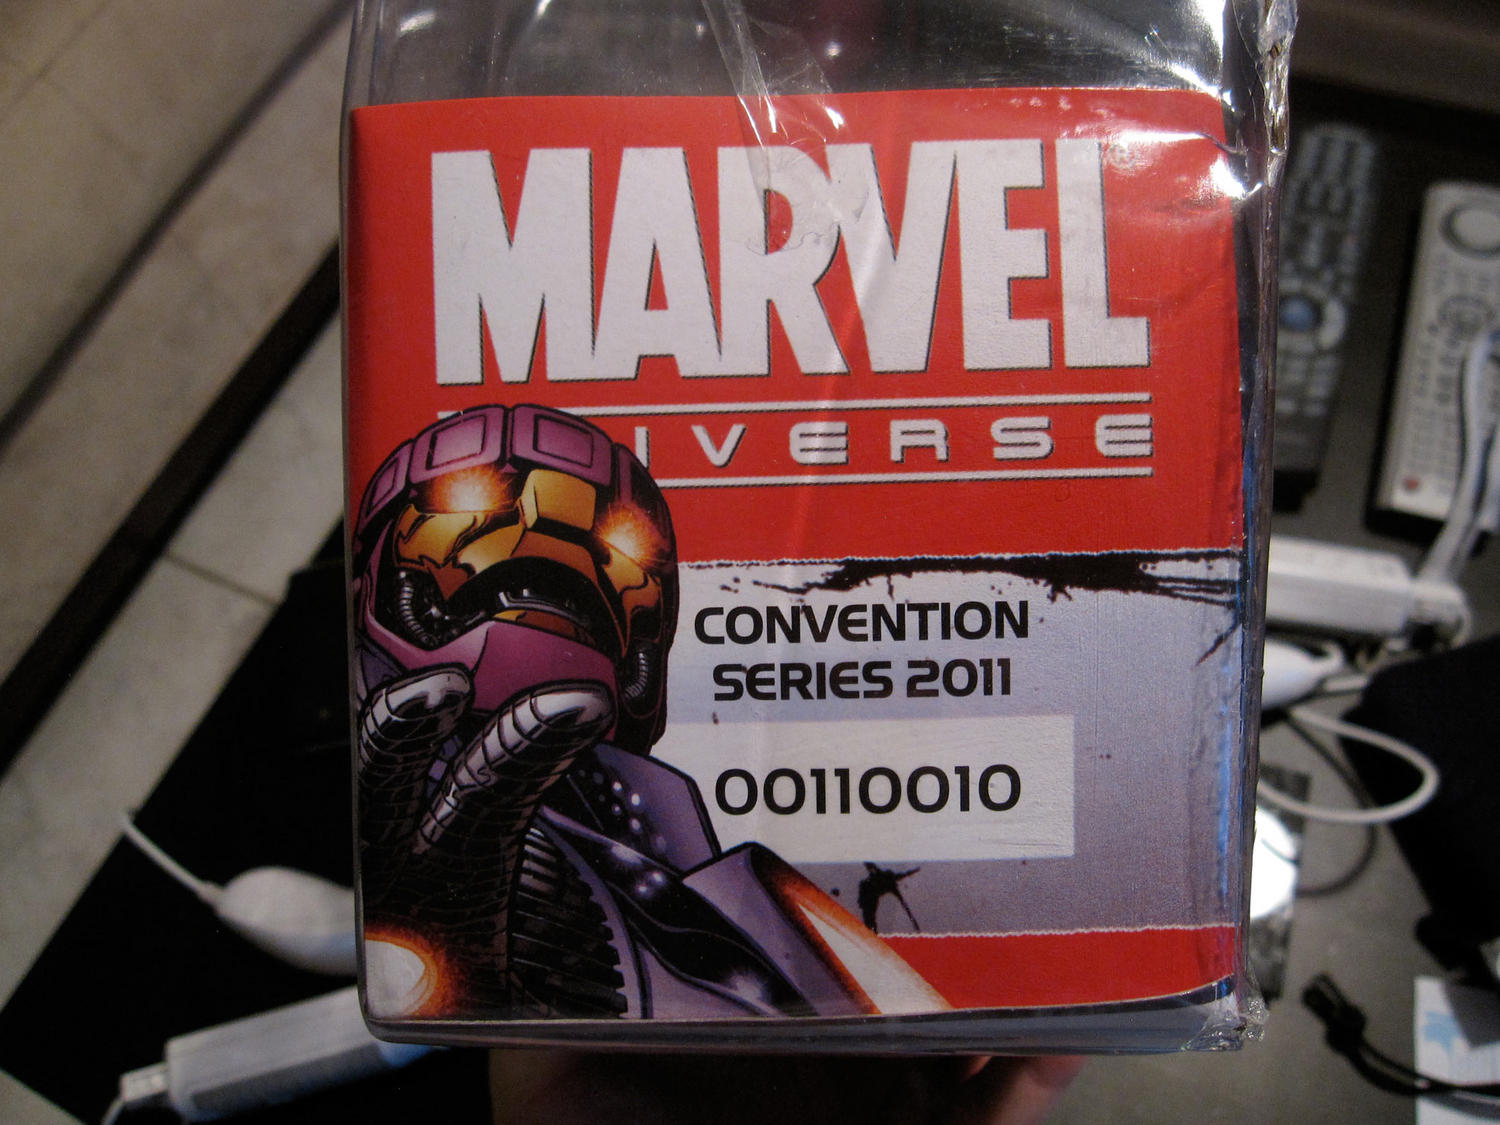 MARVEL
IVERSE
CONVENTION
SERIES 2011
00110010